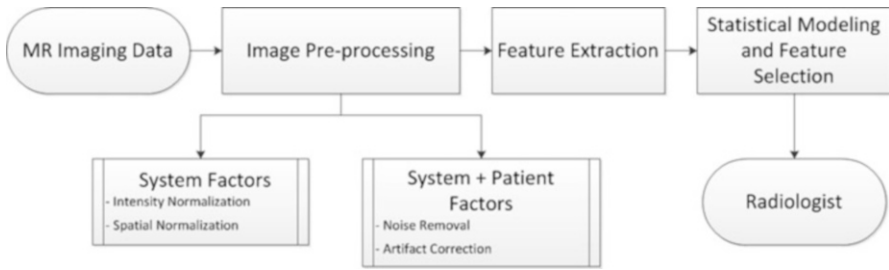 MR Imaging Data
Image Pre-processing
Feature Extraction
Statistical Modeling
and Feature
Selection
System Factors
- Intensity Normalization
- Spatial Normalization
System + Patient
Factors
- Noise Removal
- Artifact Correction
Radiologist